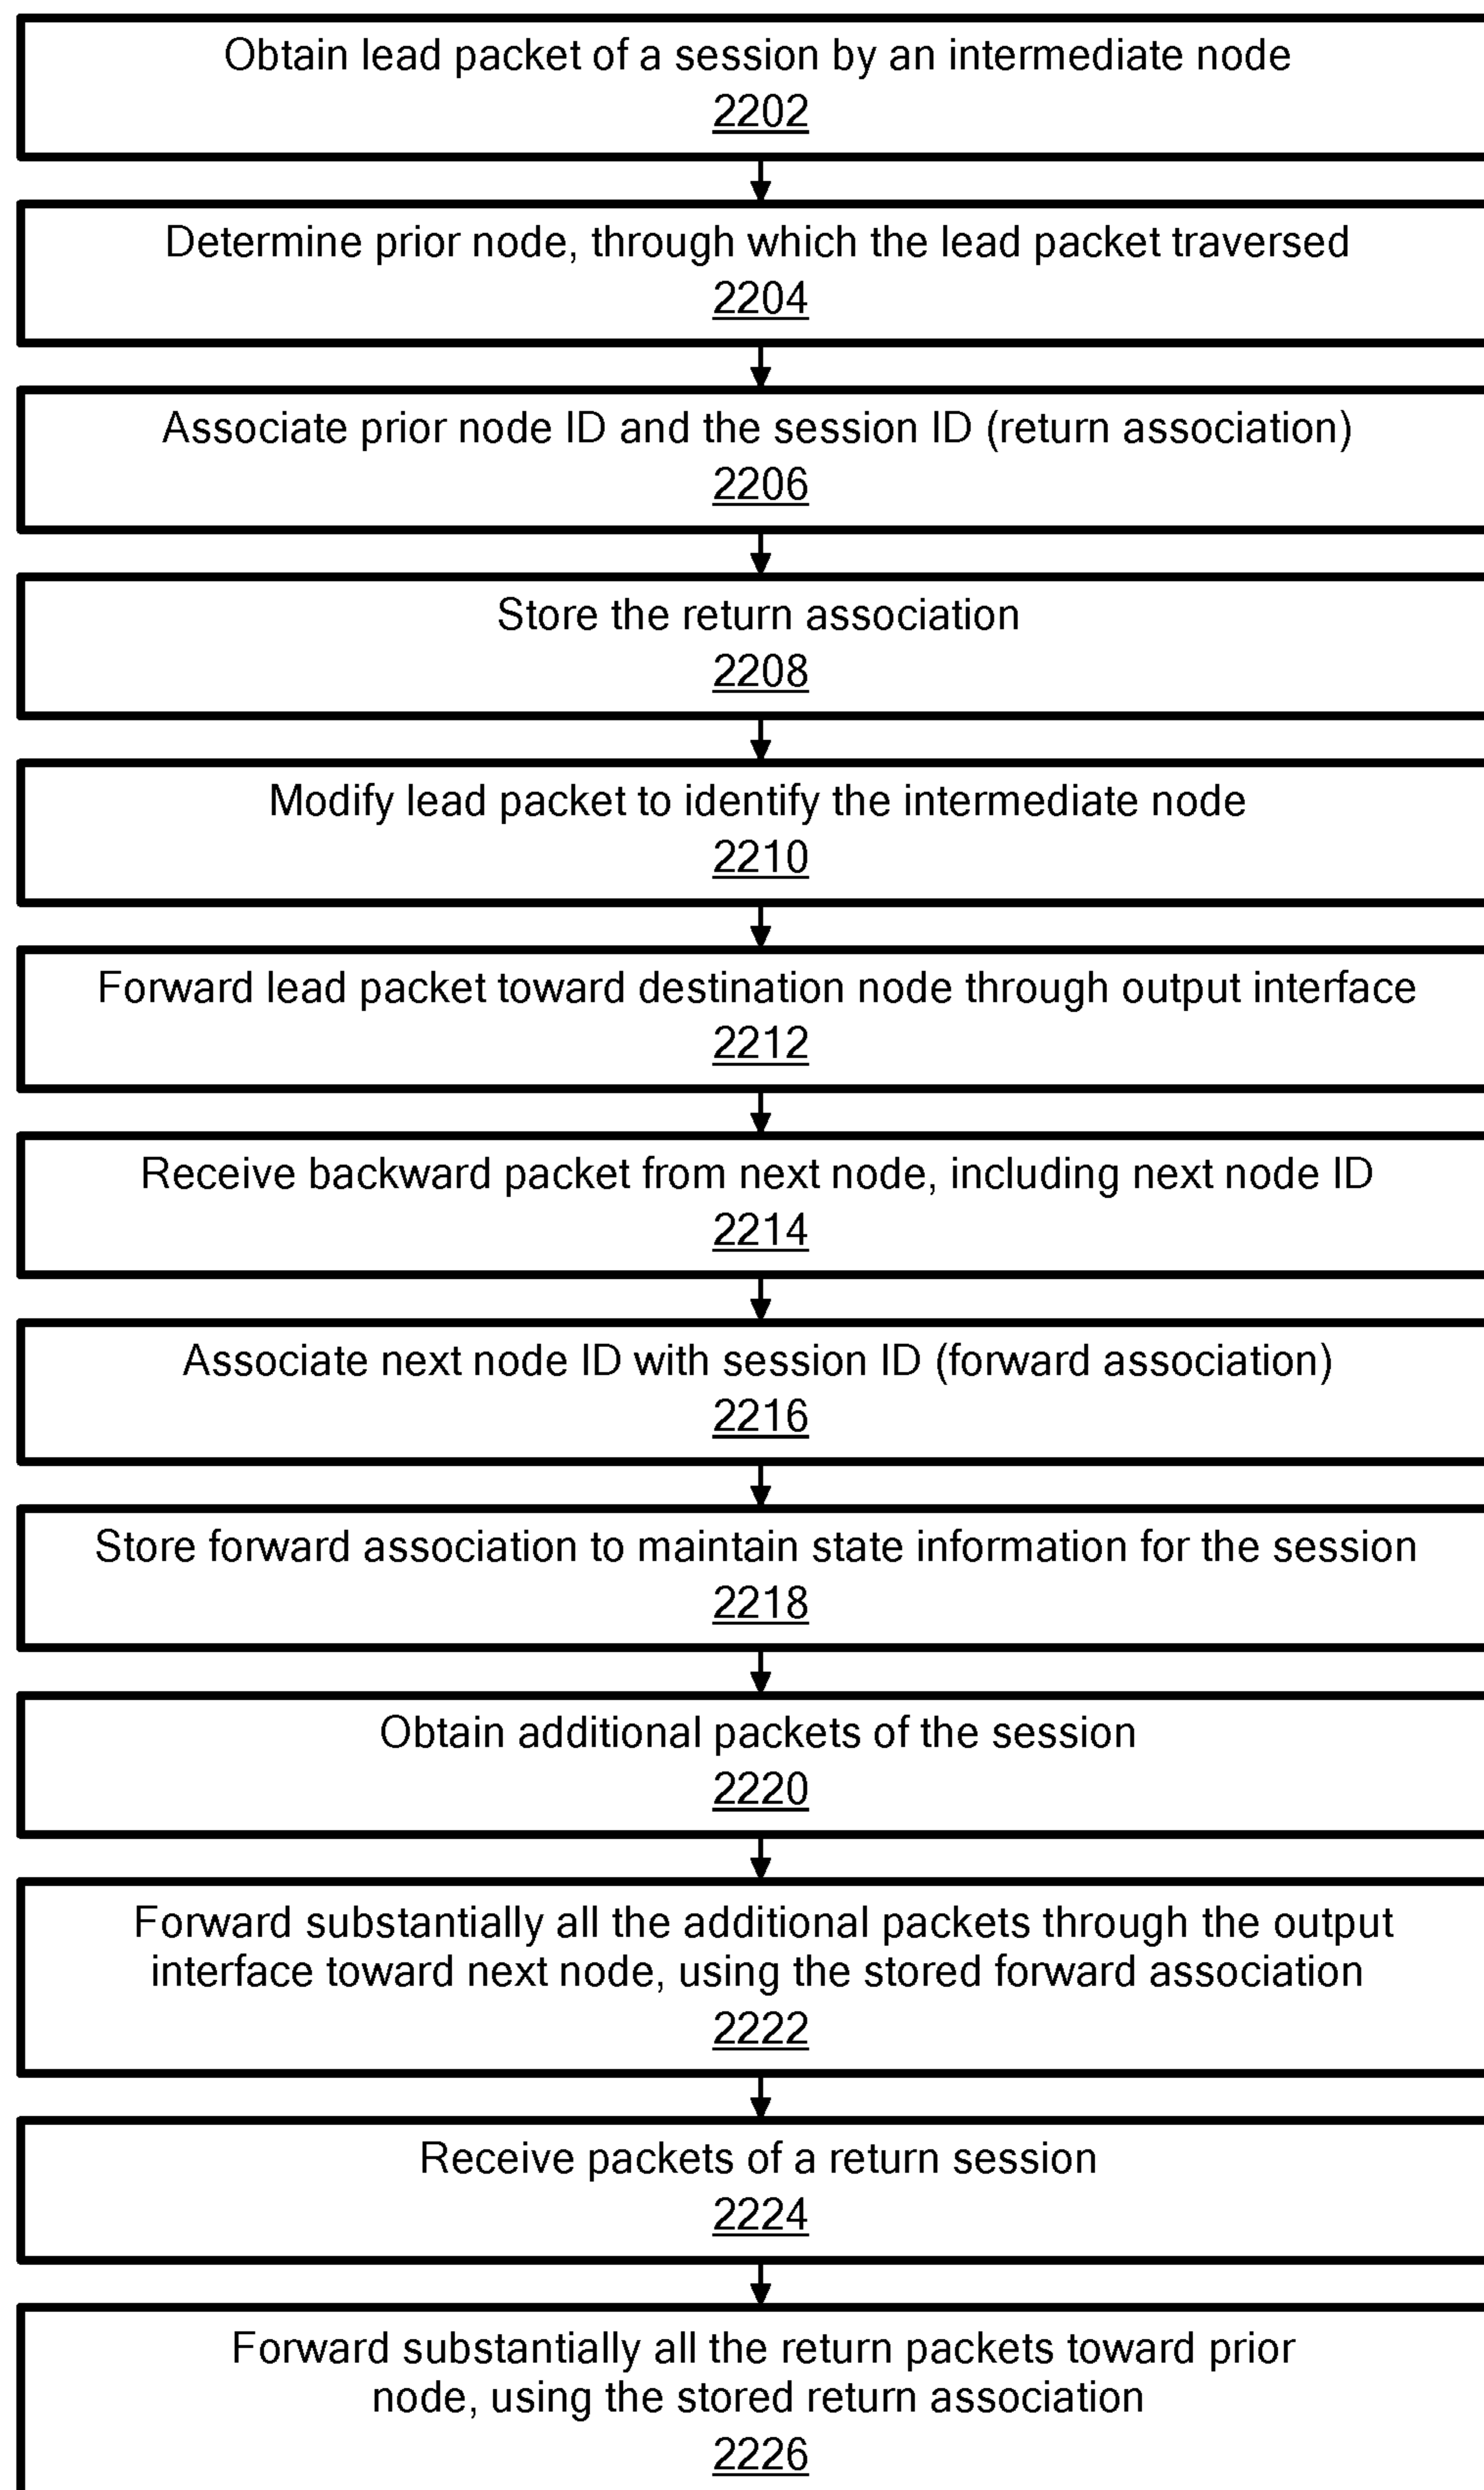 Obtain lead packet of a session by an intermediate node
2202
Determine prior node, through which the lead packet traversed
2204
Associate prior node ID and the session ID (return association)
2206
Store the return association
2208
Modify lead packet to identify the intermediate node
2210
Forward lead packet toward destination node through output interface
2212
Receive backward packet from next node, including next node ID
2214
Associate next node ID with session ID (forward association)
2216
Store forward association to maintain state information for the session
2218
Obtain additional packets of the session
2220
Forward substantially all the additional packets through the output
interface toward next node, using the stored forward association
2222
Receive packets of a return session
2224
Forward substantially all the return packets toward prior
node, using the stored return association
2226